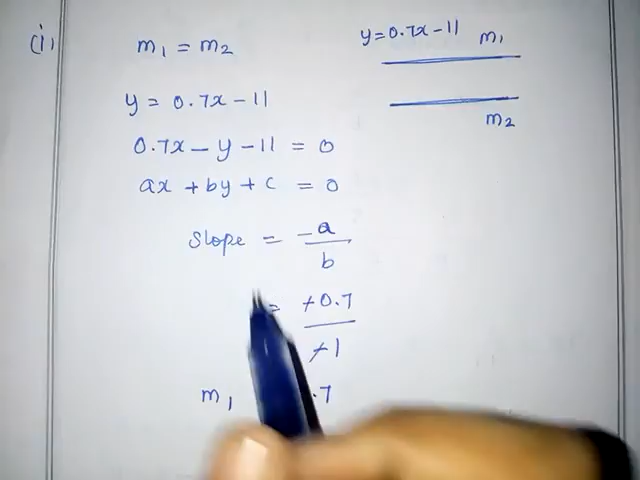 (i)
m₁ = m₂
y=0.7x-11 m₁
m₂
y = 0.7x - 11
0.7x - y - 11 = 0
ax + by + c = 0
Slope = -a/b
= +0.7/+1
m₁ .7